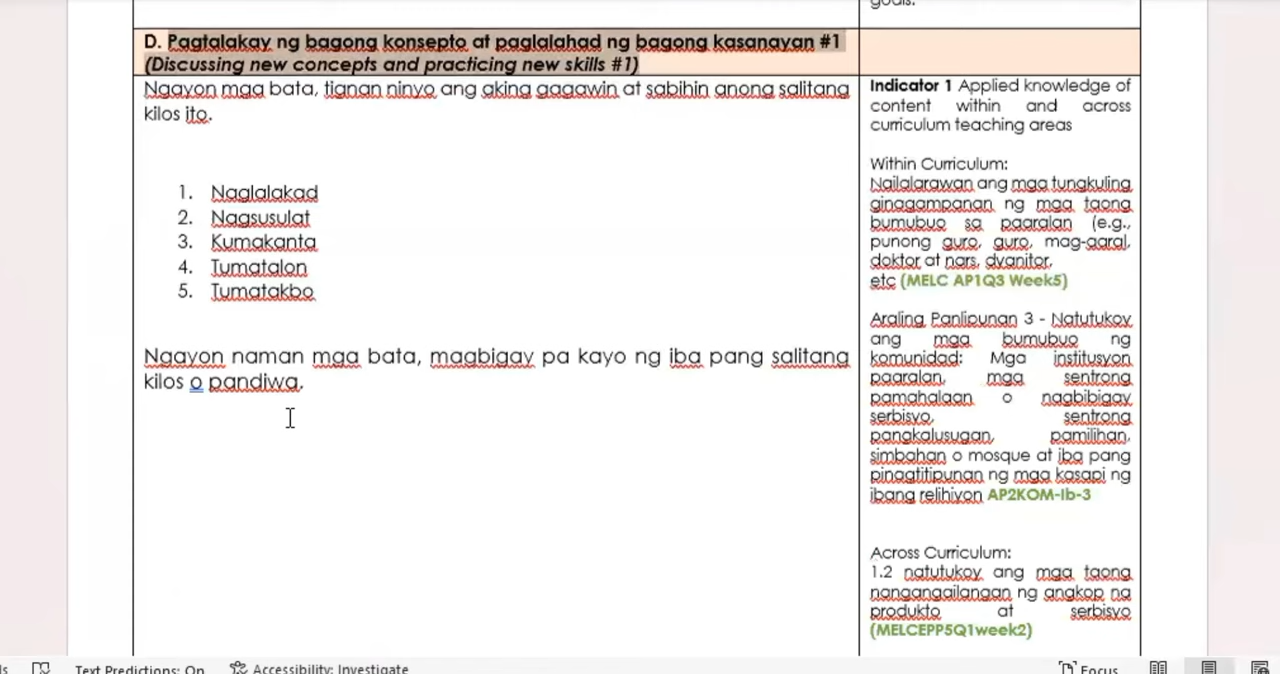 goals.
D. Pagtalakay ng bagong konsepto at paglalahad ng bagong kasanayan #1
(Discussing new concepts and practicing new skills #1)
Ngayon mga bata, tignan ninyo ang aking gagawin at sabihin anong salitang
kilos ito.
1. Naglalakad
2. Nagsusulat
3. Kumakanta
4. Tumatalon
5. Tumatakbo
Ngayon naman mga bata, magbigay pa kayo ng iba pang salitang
kilos o pandiwa.
Indicator 1 Applied knowledge of
content within and across
curriculum teaching areas
Within Curriculum:
Nailalarawan ang mga tungkuling
ginagampanan ng mga taong
bumubuo sa paaralan (e.g.,
punong guro, guro, mag-aaral,
doktor at nars, dyanitor,
etc (MELC AP1Q3 Week5)
Araling Panlipunan 3 - Natutukoy
ang mga bumubuo ng
komunidad: Mga institusyon
paaralan, mga sentrong
pamahalaan o nagbibigay
serbisyo, sentrong
pangkalusugan, pamilihan,
simbahan o mosque at iba pang
pinagtitipunan ng mga kasapi ng
ibang relihiyon AP2KOM-Ib-3
Across Curriculum:
1.2 natutukoy ang mga taong
nangangailangan ng angkop na
produkto at serbisyo
(MELCEPP5Q1week2)
Text Predictions: On Accessibility: Investigate Focus